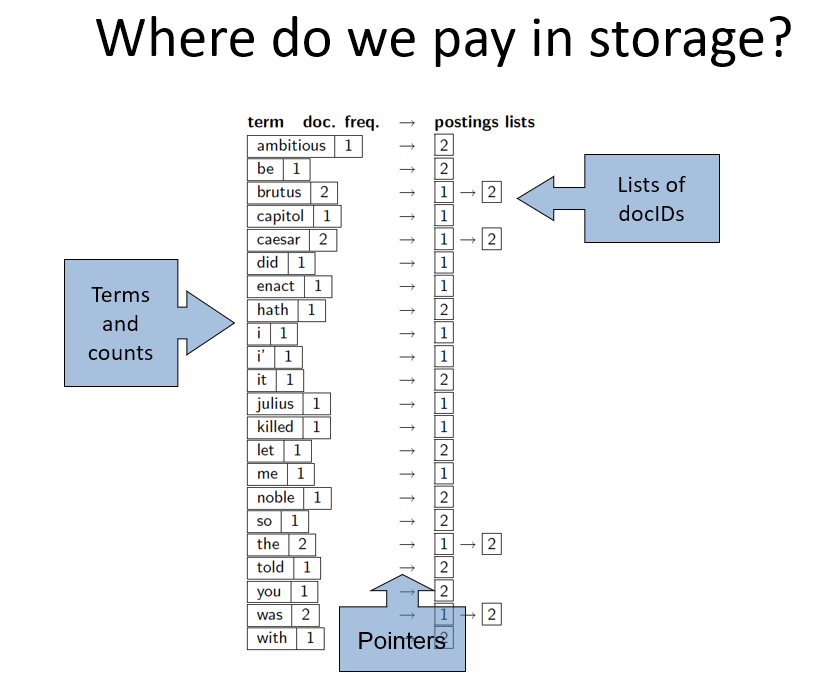 Where do we pay in storage?
term doc. freq. → postings lists
ambitious 1 → 2
be 1 → 2
brutus 2 → 1 → 2
capitol 1 → 1
caesar 2 → 1 → 2
did 1 → 1
enact 1 → 1
hath 1 → 2
i 1 → 1
i' 1 → 1
it 1 → 2
julius 1 → 1
killed 1 → 1
let 1 → 2
me 1 → 1
noble 1 → 2
so 1 → 2
the 2 → 1 → 2
told 1 → 2
you 1 → 2
was 2 → 1 → 2
with 1 → 2
Lists of
docIDs
Terms
and
counts
Pointers